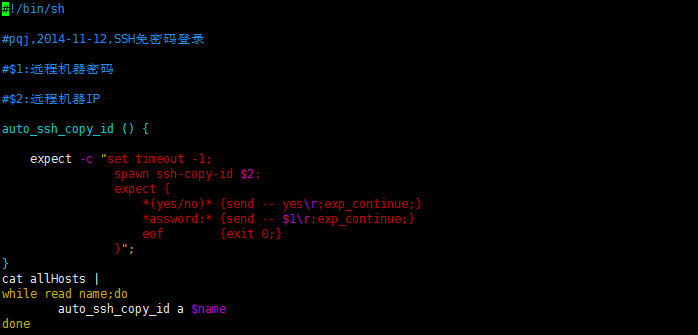 #!/bin/sh
#pqj,2014-11-12,SSH免密码登录
#$1:远程机器密码
#$2:远程机器IP
auto_ssh_copy_id () {
    expect -c "set timeout -1;
                spawn ssh-copy-id $2;
                expect {
                    *(yes/no)* {send -- yes\r;exp_continue;}
                    *assword:* {send -- $1\r;exp_continue;}
                    eof        {exit 0;}
                }";
}
cat allHosts |
while read name;do
        auto_ssh_copy_id a $name
done